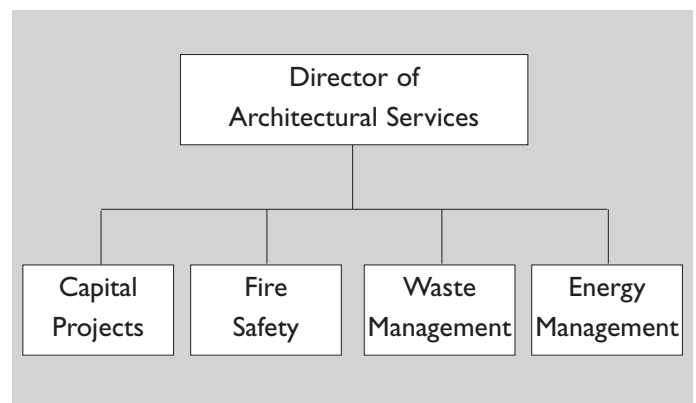 Director of
Architectural Services
Capital
Projects
Fire
Safety
Waste
Management
Energy
Management